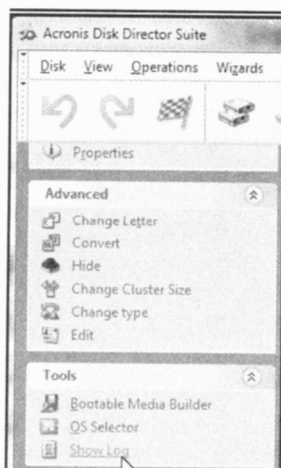 Acronis Disk Director Suite
Disk View Operations Wizards
Properties
Advanced
Change Letter
Convert
Hide
Change Cluster Size
Change type
Edit
Tools
Bootable Media Builder
OS Selector
Show Log